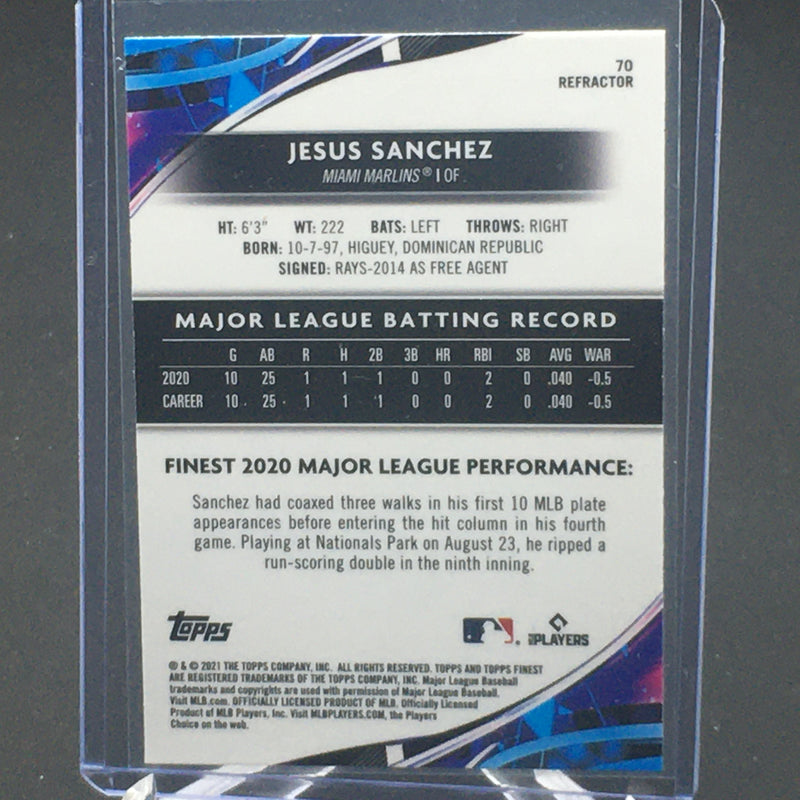 70
REFRACTOR
JESUS SANCHEZ
MIAMI MARLINS® | OF
HT: 6'3" WT: 222 BATS: LEFT THROWS: RIGHT
BORN: 10-7-97, HIGUEY, DOMINICAN REPUBLIC
SIGNED: RAYS-2014 AS FREE AGENT
MAJOR LEAGUE BATTING RECORD
G AB R H 2B 3B HR RBI SB AVG WAR
2020 10 25 1 1 1 0 0 2 0 .040 -0.5
CAREER 10 25 1 1 1 0 0 2 0 .040 -0.5
FINEST 2020 MAJOR LEAGUE PERFORMANCE:
Sanchez had coaxed three walks in his first 10 MLB plate
appearances before entering the hit column in his fourth
game. Playing at Nationals Park on August 23, he ripped a
run-scoring double in the ninth inning.
topps
MLB PLAYERS
® & © 2021 THE TOPPS COMPANY, INC. ALL RIGHTS RESERVED. TOPPS AND TOPPS FINEST
ARE REGISTERED TRADEMARKS OF THE TOPPS COMPANY, INC. Major League Baseball
trademarks and copyrights are used with permission of Major League Baseball.
Visit MLB.com. OFFICIALLY LICENSED PRODUCT OF MLB. Officially Licensed
Product of MLB Players, Inc. Visit MLBPLAYERS.COM, the Players
Choice on the web.